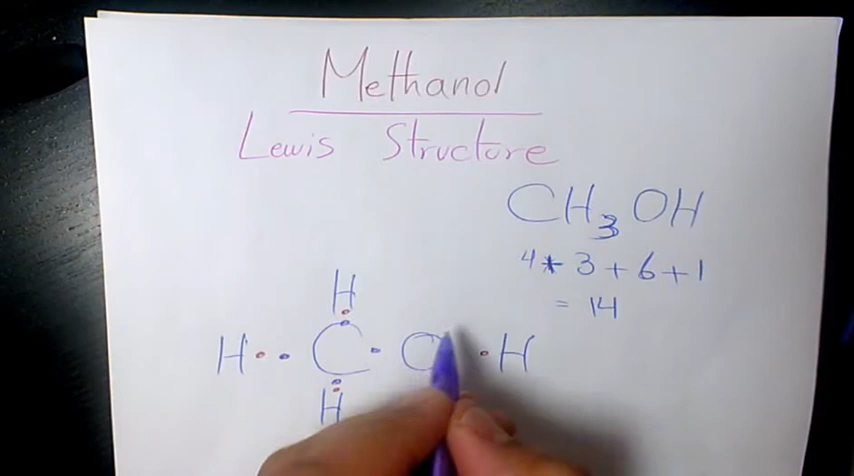 Methanol
Lewis Structure
CH3OH
4+3+6+1
= 14
H
H C O H
H